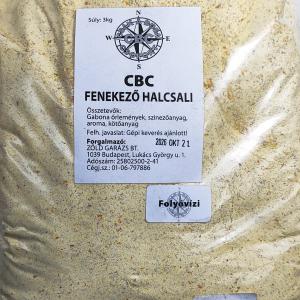 Súly: 3kg
N
W E
S
CBC
FENEKEZŐ HALCSALI
Összetevők:
Gabona őrlemények, színezőanyag,
aroma, kötőanyag
Felh. javaslat: Gépi keverés ajánlott!
Forgalmazó: 2026 OKT 21
ZÖLD GARÁZS BT.
1039 Budapest, Lukács György u. 1.
Adószám: 25802500-2-41
Cégj.sz.: 01-06-797886
Folyóvízi